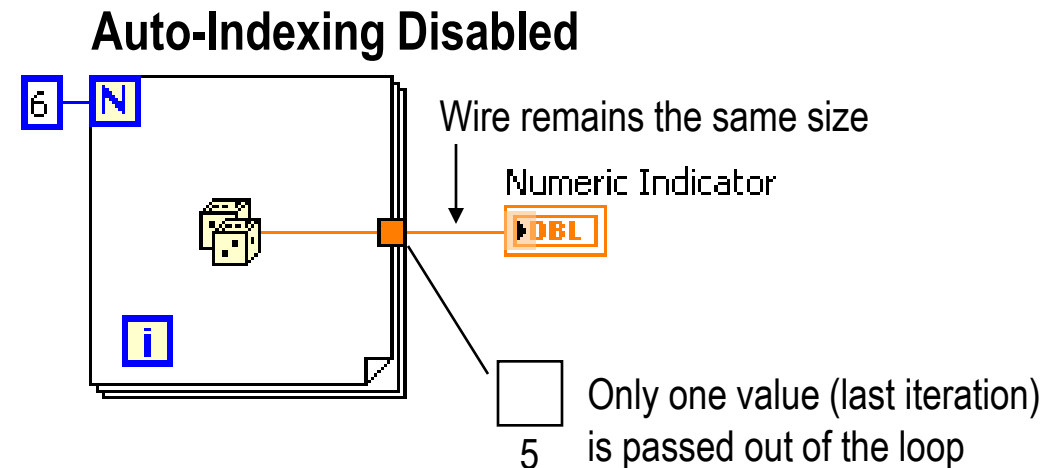 Auto-Indexing Disabled
6
N
Wire remains the same size
Numeric Indicator
DBL
i
Only one value (last iteration)
is passed out of the loop
5